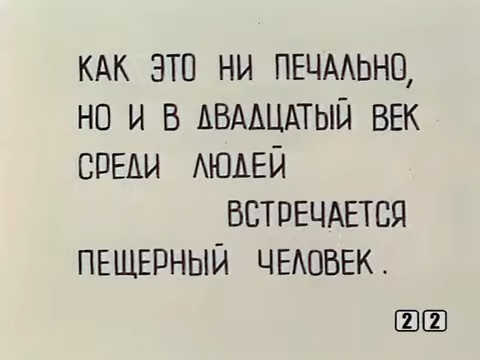 КАК ЭТО НИ ПЕЧАЛЬНО,
НО И В ДВАДЦАТЫЙ ВЕК
СРЕДИ ЛЮДЕЙ
ВСТРЕЧАЕТСЯ
ПЕЩЕРНЫЙ ЧЕЛОВЕК.
22